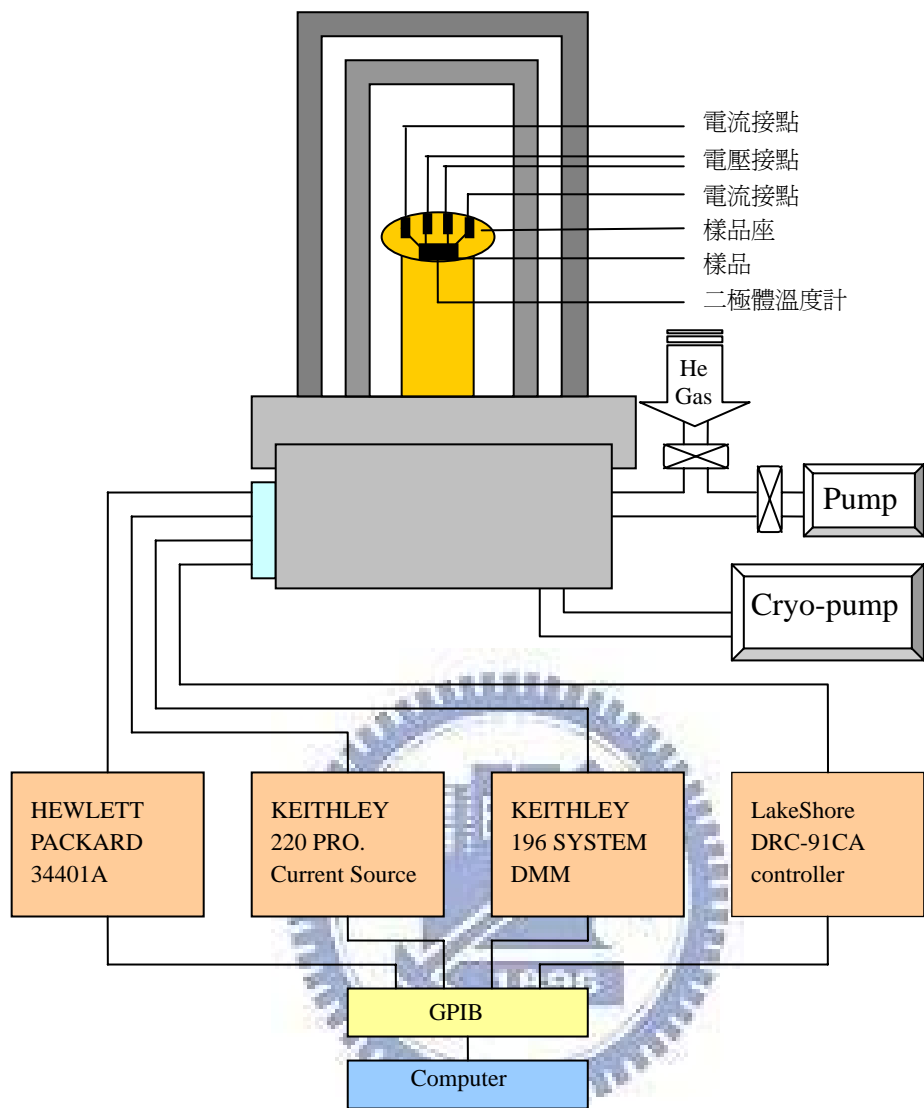 電流接點
電壓接點
電流接點
樣品座
樣品
二極體溫度計
He
Gas
Pump
Cryo-pump
HEWLETT
PACKARD
34401A
KEITHLEY
220 PRO.
Current Source
KEITHLEY
196 SYSTEM
DMM
LakeShore
DRC-91CA
controller
GPIB
Computer